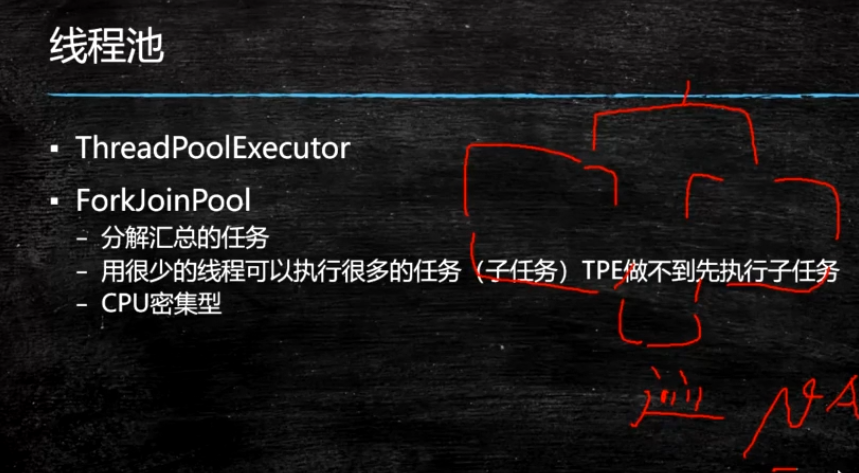 线程池
▪ ThreadPoolExecutor
▪ ForkJoinPool
– 分解汇总的任务
– 用很少的线程可以执行很多的任务（子任务）TPE做不到先执行子任务
– CPU密集型